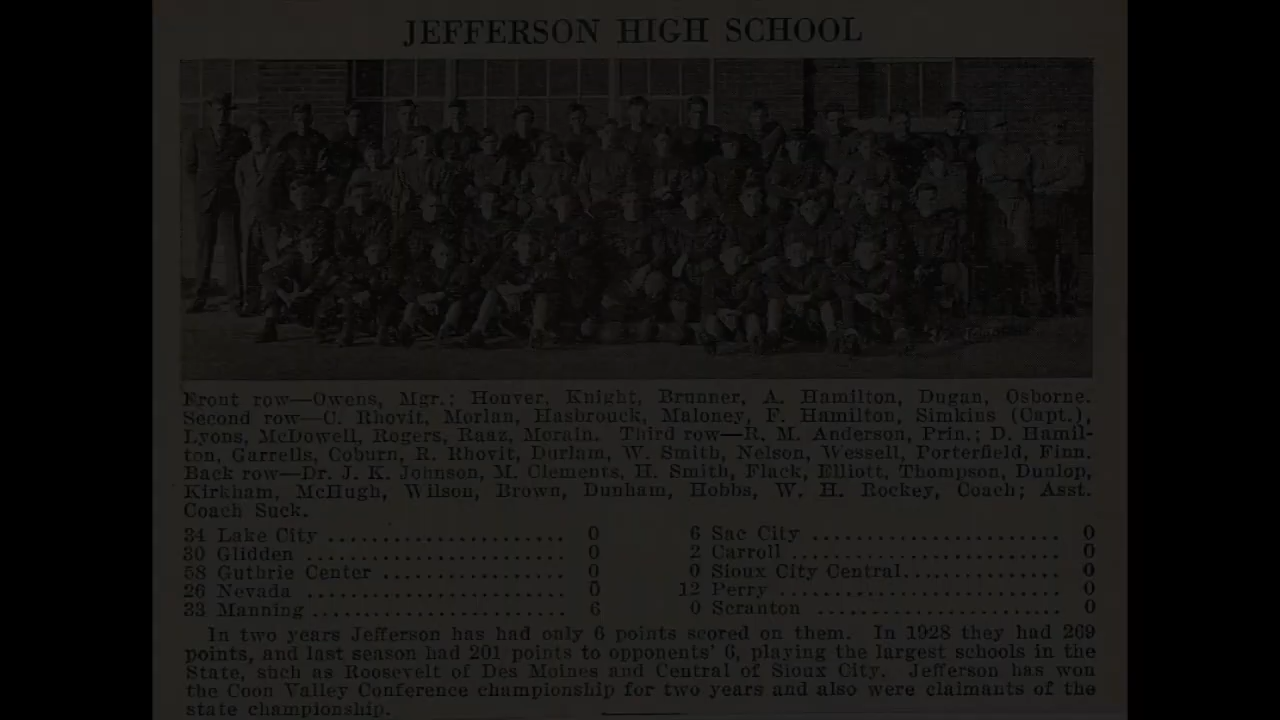 JEFFERSON HIGH SCHOOL
Front row—Owens, Mgr.; Honver, Knight, Brunner, A. Hamilton, Dugan, Osborne.
Second row—C. Rhovit, Morlan, Hasbrouck, Maloney, F. Hamilton, Simkins (Capt.),
Lyons, McDowell, Rogers, Raaz, Morain. Third row—R. M. Anderson, Prin.; D. Hamil-
ton, Garrells, Coburn, R. Rhovit, Durlam, W. Smith, Nelson, Wessell, Porterfield, Finn.
Back row—Dr. J. K. Johnson, M. Clements, H. Smith, Flack, Elliott, Thompson, Dunlop,
Kirkham, McHugh, Wilson, Brown, Dunham, Hobbs, W. H. Rockey, Coach; Asst.
Coach Suck.
34 Lake City ........................ 0
30 Glidden .......................... 0
58 Guthrie Center ................... 0
26 Nevada .......................... 0
33 Manning .......................... 6
6 Sac City .......................... 0
2 Carroll ........................... 0
0 Sioux City Central................ 0
12 Perry ............................ 0
0 Scranton .......................... 0
In two years Jefferson has had only 6 points scored on them. In 1928 they had 269
points, and last season had 201 points to opponents' 6, playing the largest schools in the
State, such as Roosevelt of Des Moines and Central of Sioux City. Jefferson has won
the Coon Valley Conference championship for two years and also were claimants of the
state championship.